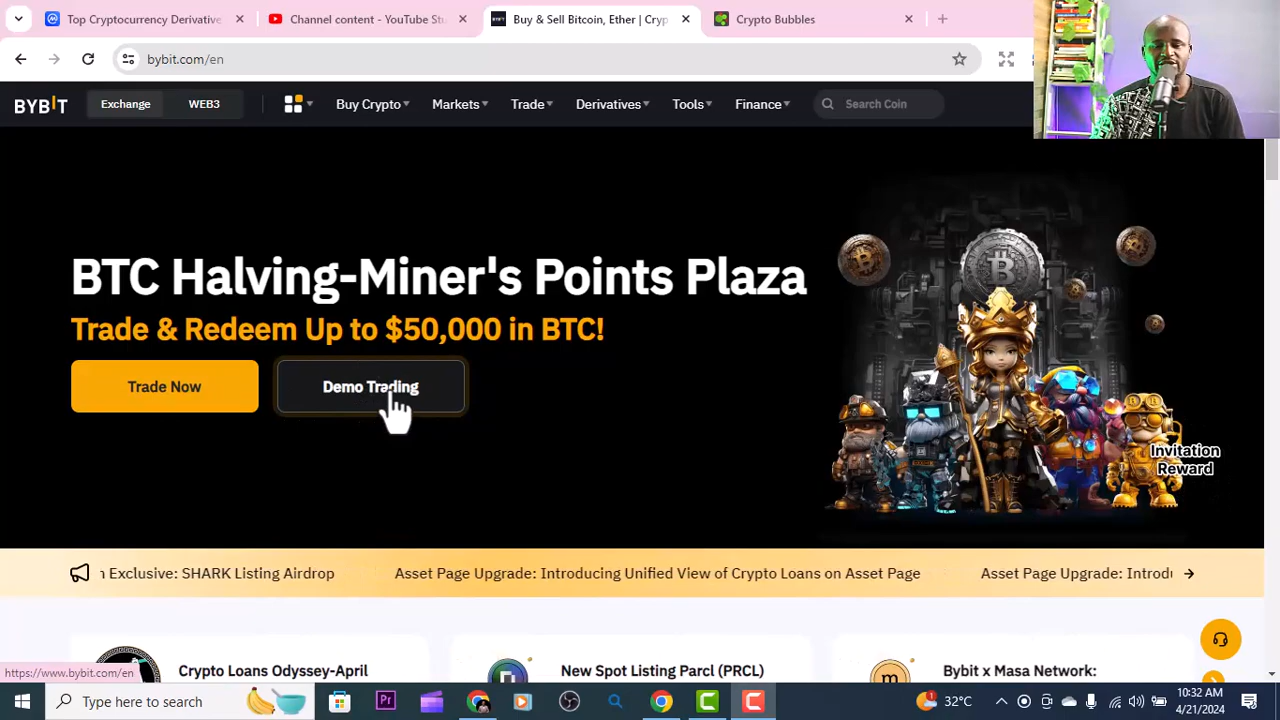 Top Cryptocurrency Derivative
Channel content - YouTube Stu
Buy & Sell Bitcoin, Ether | Cryp
Crypto Bubbles
bybit.com/en
BYBIT
Exchange
WEB3
Buy Crypto
Markets
Trade
Derivatives
Tools
Finance
Search Coin
BTC Halving-Miner's Points Plaza
Trade & Redeem Up to $50,000 in BTC!
Trade Now
Demo Trading
Invitation
Reward
n Exclusive: SHARK Listing Airdrop
Asset Page Upgrade: Introducing Unified View of Crypto Loans on Asset Page
Asset Page Upgrade: Introdu
Crypto Loans Odyssey-April
New Spot Listing Parcl (PRCL)
Bybit x Masa Network:
https://www.bybit.com/en
Type here to search
Pr
1
32°C
10:32 AM
4/21/2024